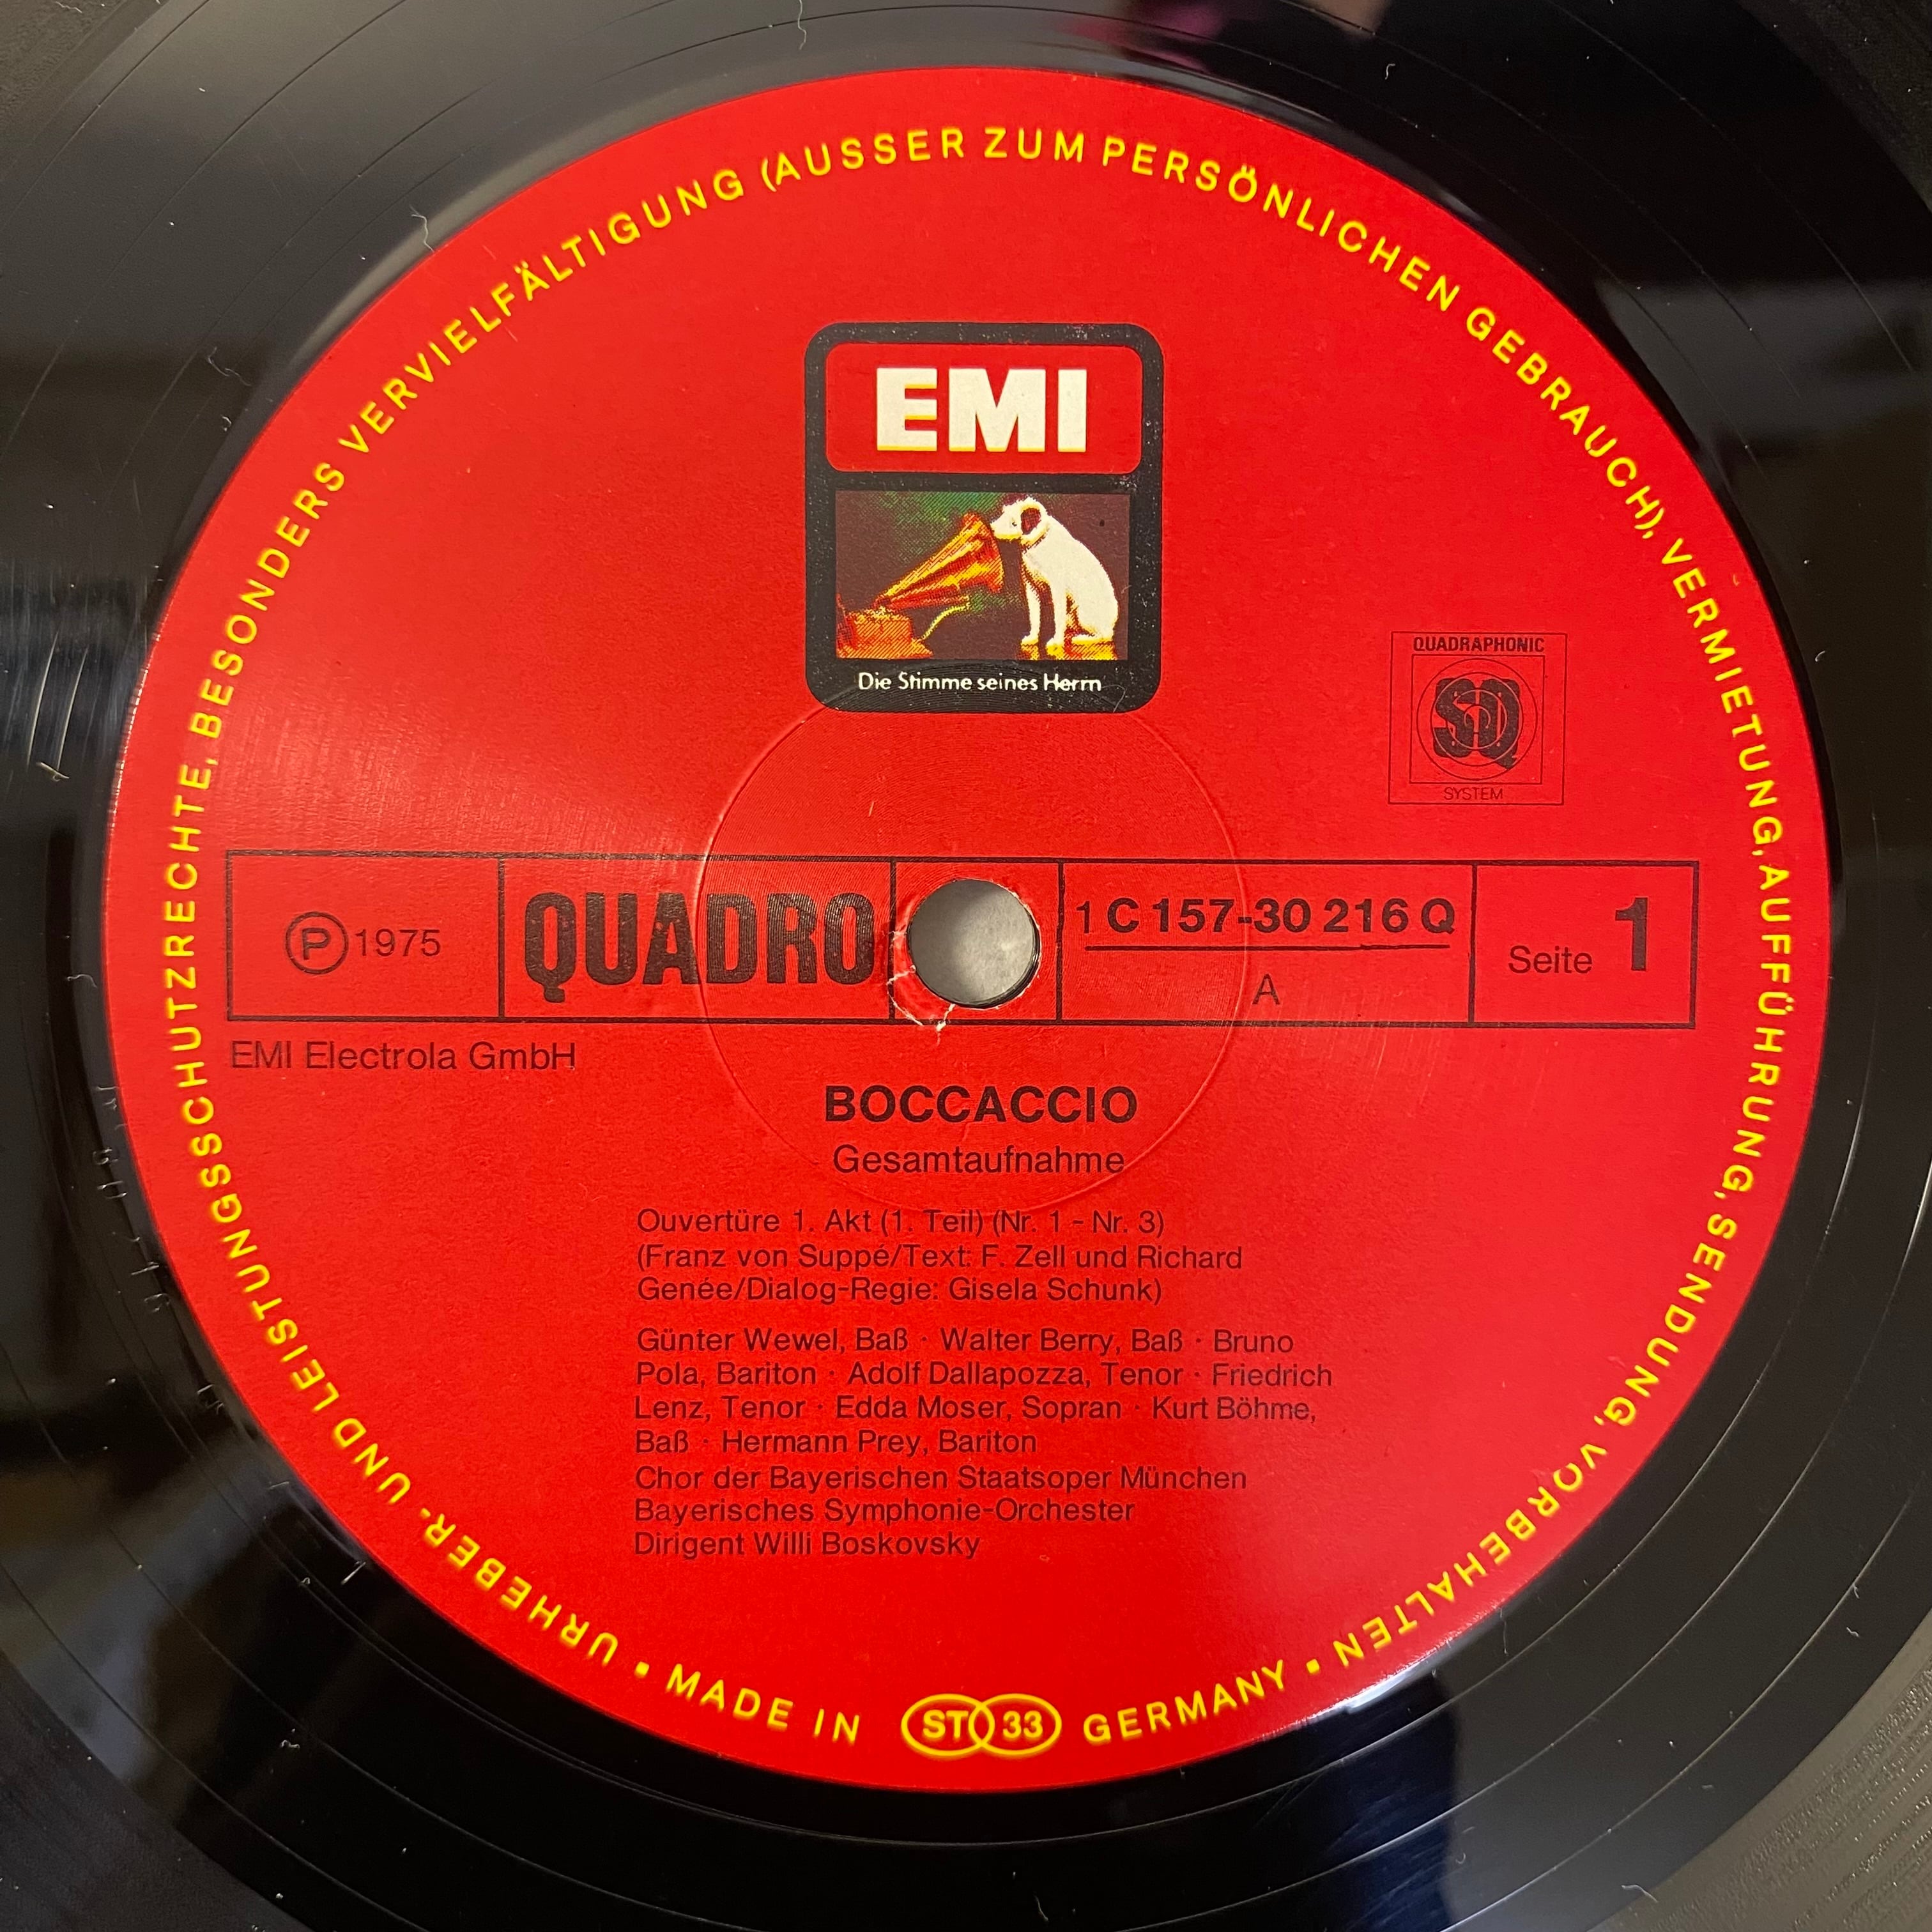 URHEBER- UND LEISTUNGSSCHUTZRECHTE, BESONDERS VERVIELFÄLTIGUNG (AUSSER ZUM PERSÖNLICHEN GEBRAUCH), VERMIETUNG, AUFFÜHRUNG, SENDUNG, VORBEHALTEN
EMI
Die Stimme seines Herrn
QUADRAPHONIC
SQ
SYSTEM
Ⓟ 1975
QUADRO
1 C 157-30 216 Q
A
Seite 1
EMI Electrola GmbH
BOCCACCIO
Gesamtaufnahme
Ouvertüre 1. Akt (1. Teil) (Nr. 1 - Nr. 3)
(Franz von Suppé/Text: F. Zell und Richard
Genée/Dialog-Regie: Gisela Schunk)
Günter Wewel, Baß · Walter Berry, Baß · Bruno
Pola, Bariton · Adolf Dallapozza, Tenor · Friedrich
Lenz, Tenor · Edda Moser, Sopran · Kurt Böhme,
Baß · Hermann Prey, Bariton
Chor der Bayerischen Staatsoper München
Bayerisches Symphonie-Orchester
Dirigent Willi Boskovsky
• MADE IN ST 33 GERMANY •